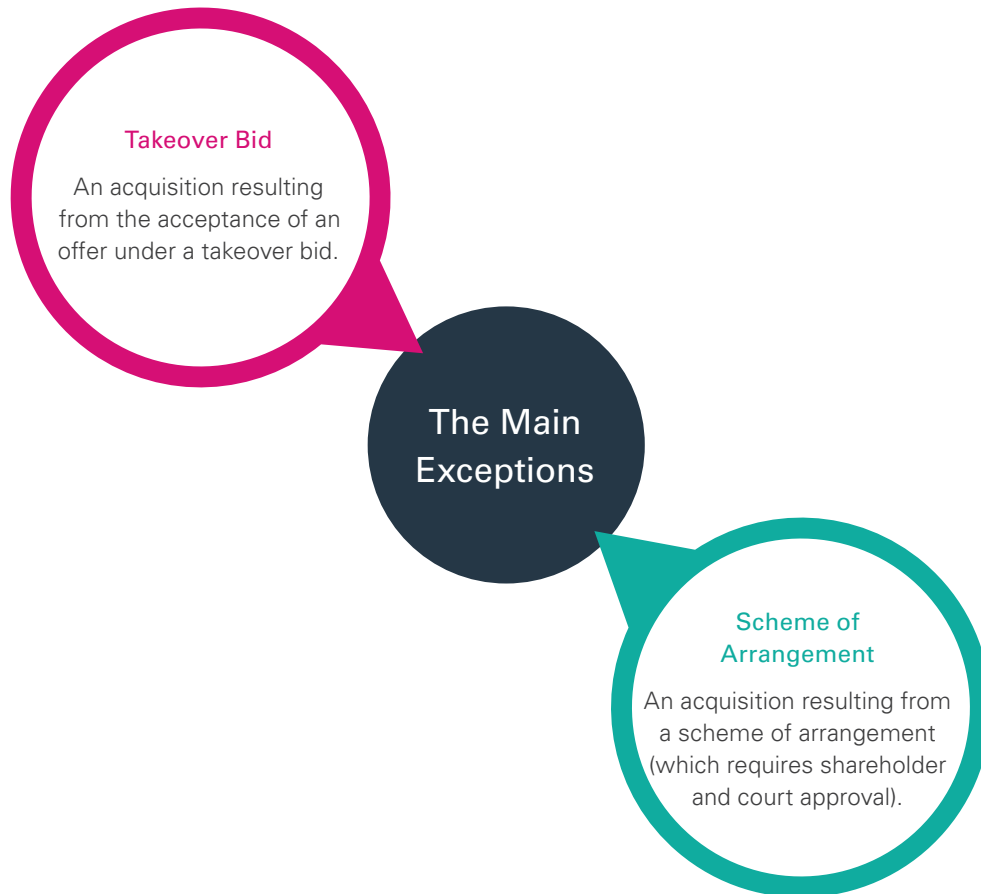 Takeover Bid
An acquisition resulting
from the acceptance of an
offer under a takeover bid.
The Main
Exceptions
Scheme of
Arrangement
An acquisition resulting from
a scheme of arrangement
(which requires shareholder
and court approval).